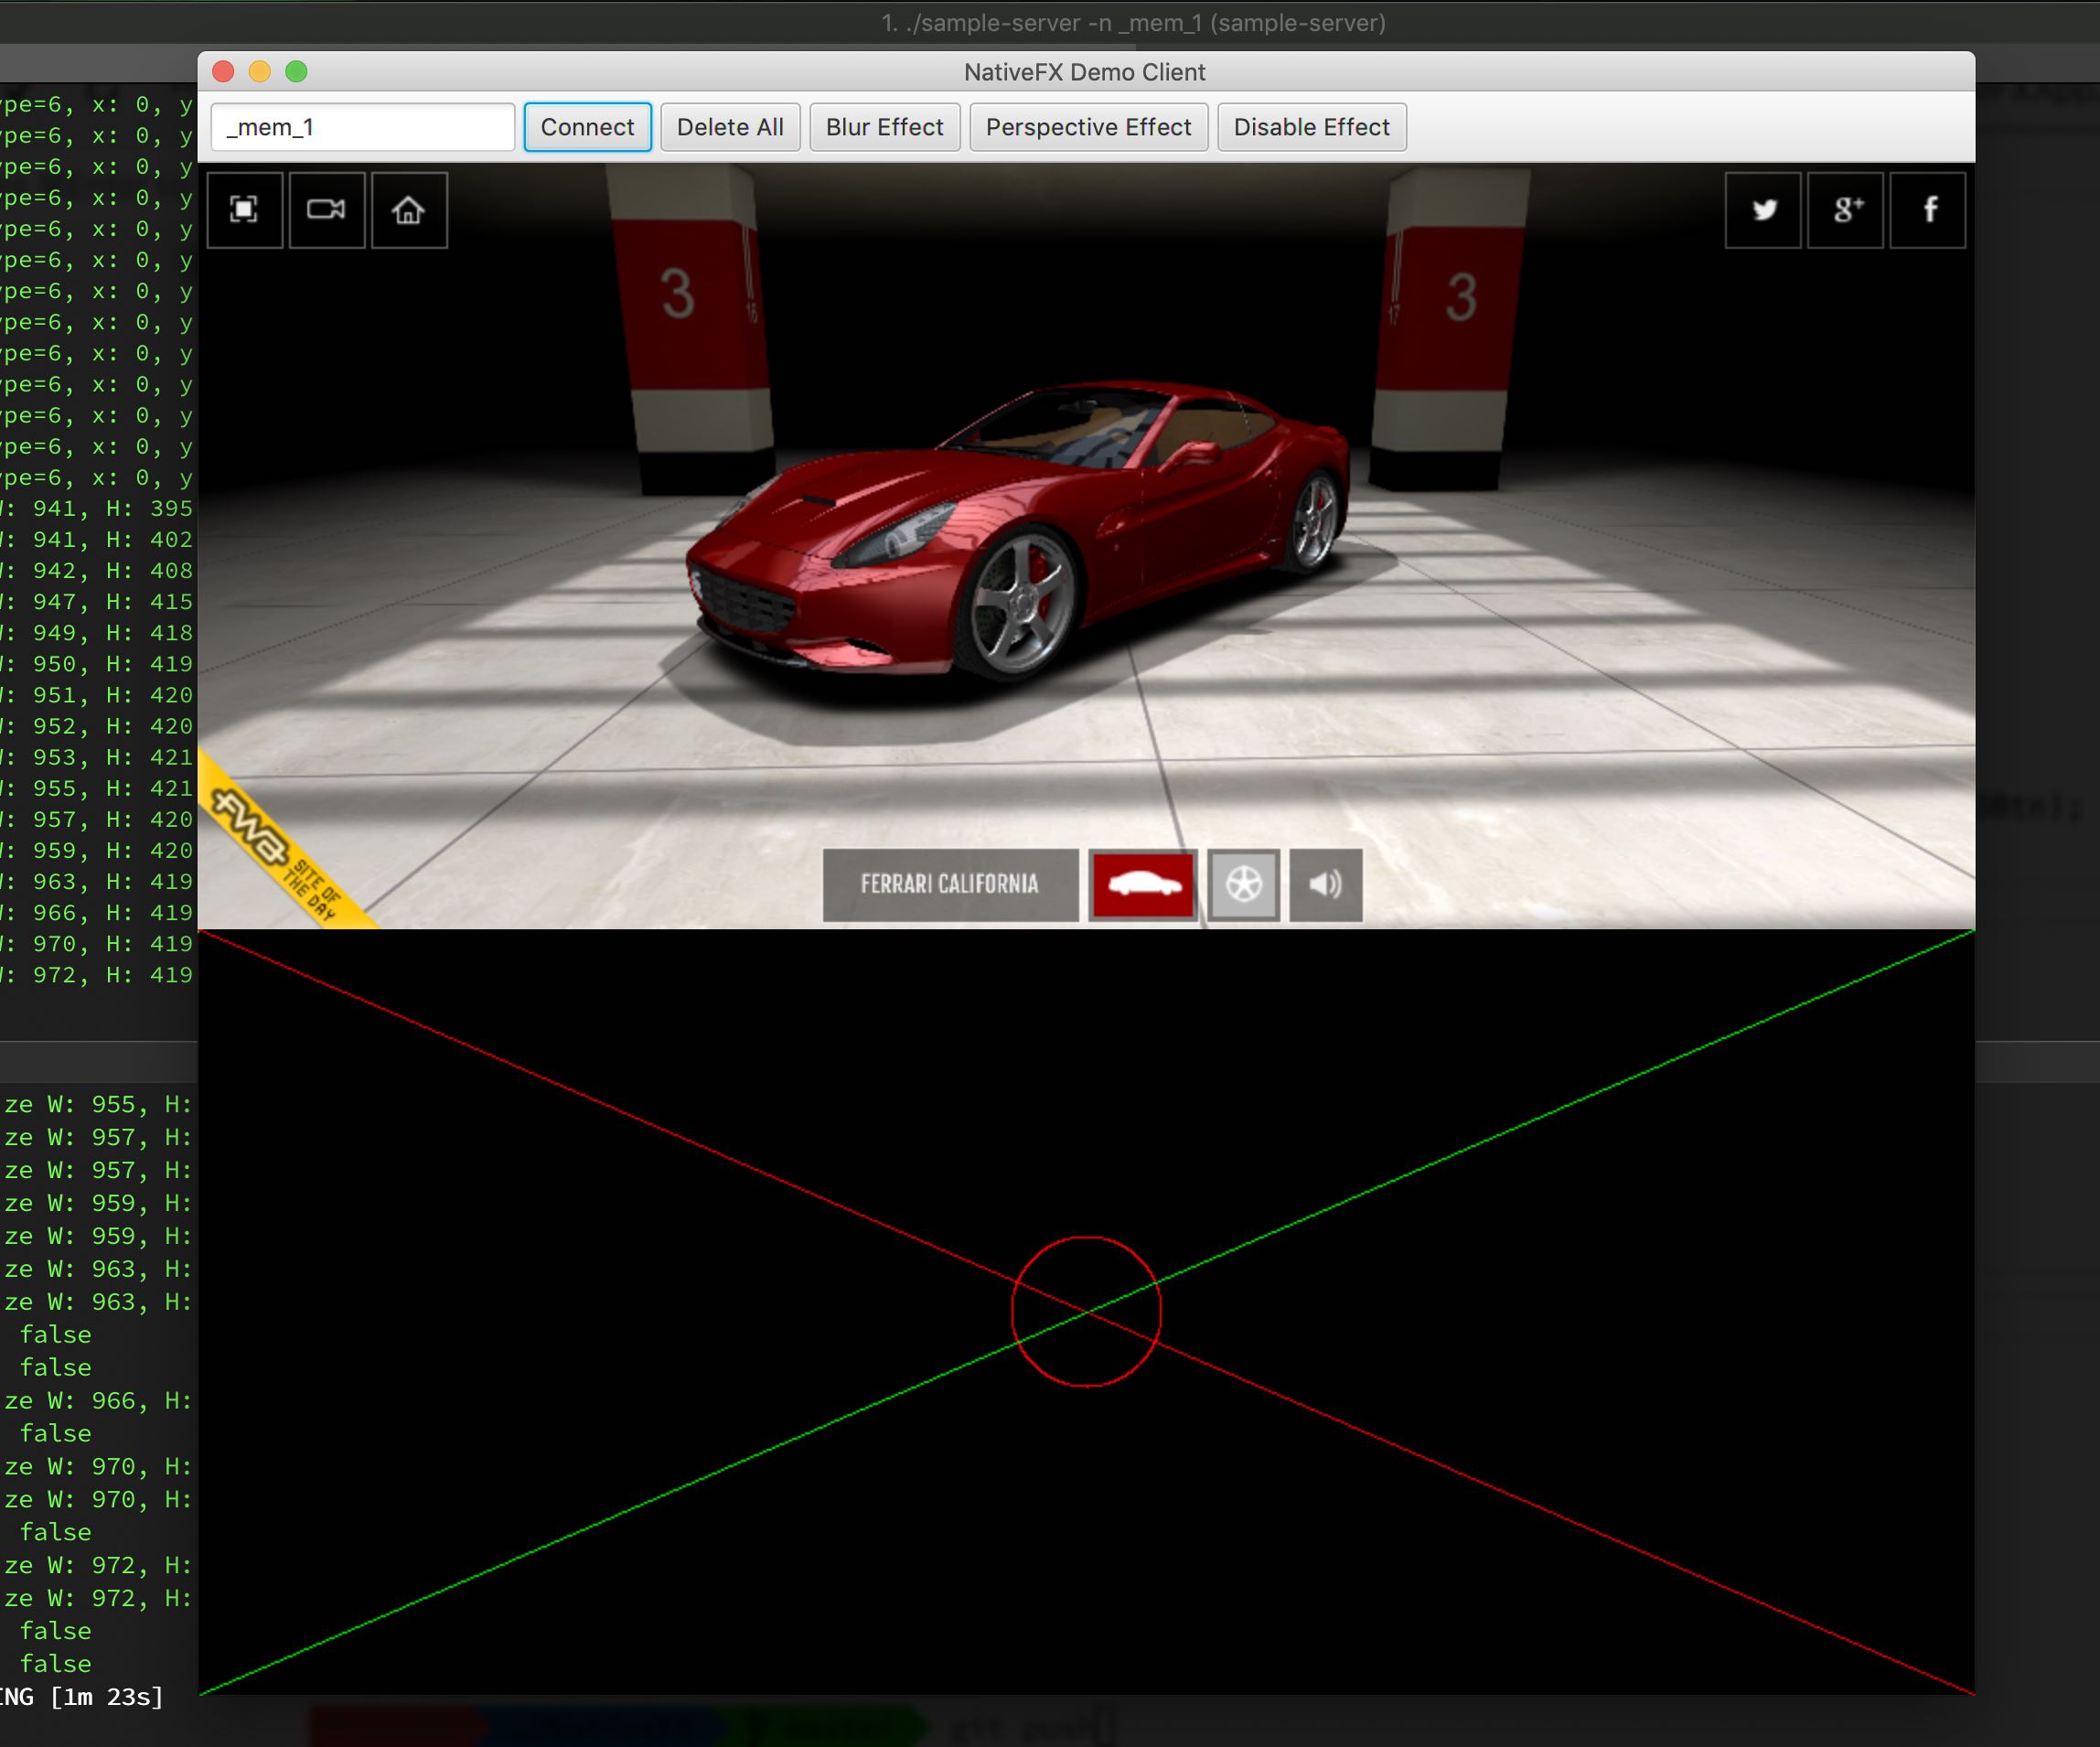 1. ./sample-server -n _mem_1 (sample-server)
NativeFX Demo Client
_mem_1 Connect Delete All Blur Effect Perspective Effect Disable Effect
ype=6, x: 0, y
ype=6, x: 0, y
ype=6, x: 0, y
ype=6, x: 0, y
ype=6, x: 0, y
ype=6, x: 0, y
ype=6, x: 0, y
ype=6, x: 0, y
ype=6, x: 0, y
ype=6, x: 0, y
ype=6, x: 0, y
ype=6, x: 0, y
ype=6, x: 0, y
W: 941, H: 395
W: 941, H: 402
W: 942, H: 408
W: 947, H: 415
W: 949, H: 418
W: 950, H: 419
W: 951, H: 420
W: 952, H: 420
W: 953, H: 421
W: 955, H: 421
W: 957, H: 420
W: 959, H: 420
W: 963, H: 419
W: 966, H: 419
W: 970, H: 419
W: 972, H: 419
g+ f
3 16 17 3
fwa
SITE OF
THE DAY
FERRARI CALIFORNIA
ze W: 955, H:
ze W: 957, H:
ze W: 957, H:
ze W: 959, H:
ze W: 959, H:
ze W: 963, H:
ze W: 963, H:
false
false
ze W: 966, H:
false
ze W: 970, H:
ze W: 970, H:
false
ze W: 972, H:
ze W: 972, H:
false
false
ING [1m 23s]
git push